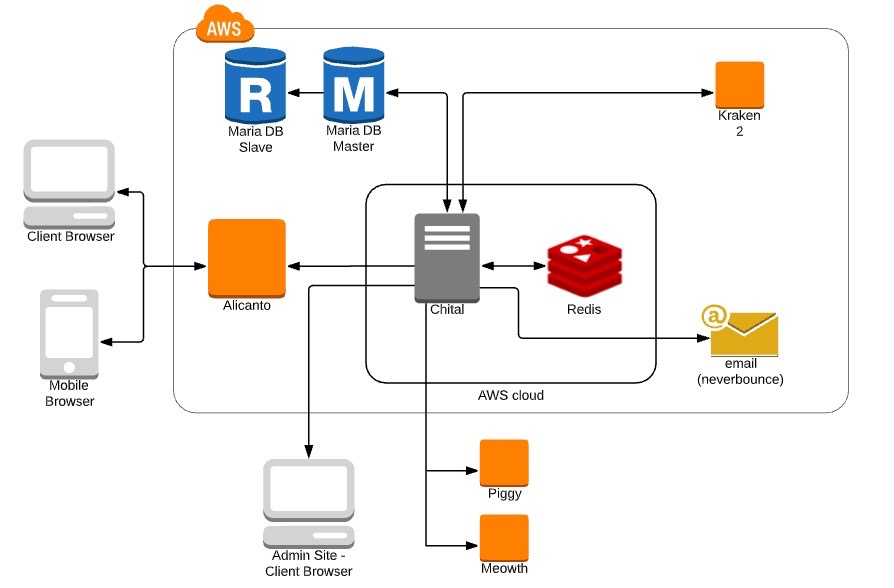 AWS
R
M
Maria DB
Slave
Maria DB
Master
Kraken
2
Client Browser
Alicanto
Chital
Redis
Mobile
Browser
@
email
(neverbounce)
AWS cloud
Piggy
Admin Site -
Client Browser
Meowth